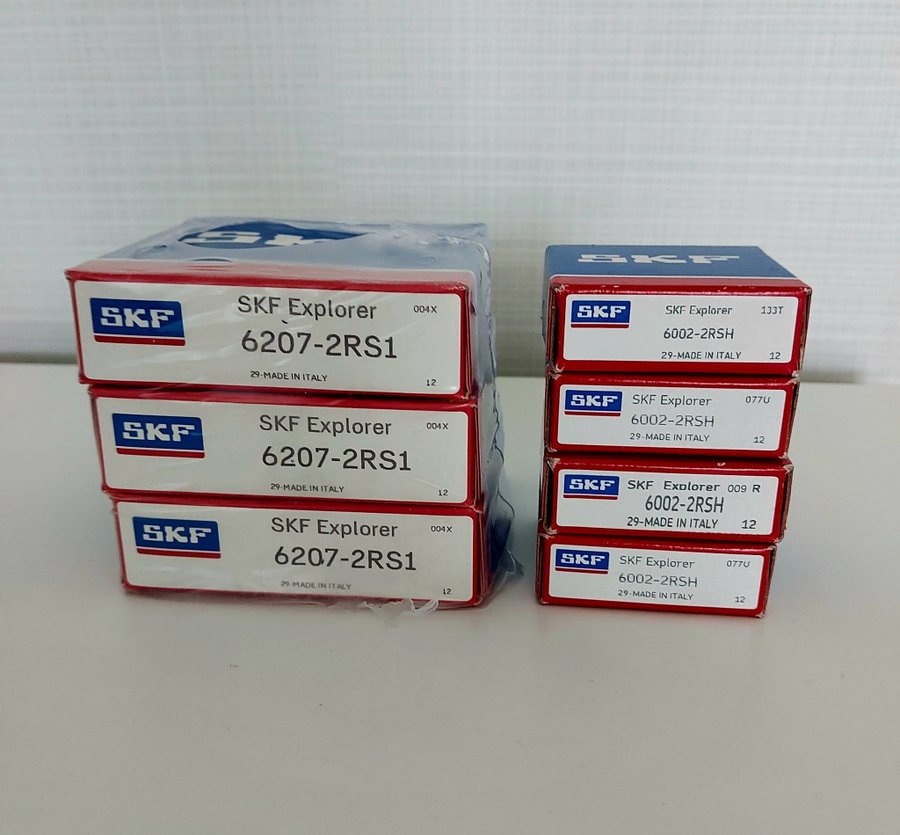 SKF
SKF
SKF Explorer
004X
6207-2RS1
29-MADE IN ITALY
12
SKF
SKF Explorer
004X
6207-2RS1
29-MADE IN ITALY
12
SKF
SKF Explorer
004X
6207-2RS1
29-MADE IN ITALY
12
SKF
SKF
SKF Explorer
133T
6002-2RSH
29-MADE IN ITALY
12
SKF
SKF Explorer
077U
6002-2RSH
29-MADE IN ITALY
12
SKF
SKF Explorer
009 R
6002-2RSH
29-MADE IN ITALY
12
SKF
SKF Explorer
077U
6002-2RSH
29-MADE IN ITALY
12